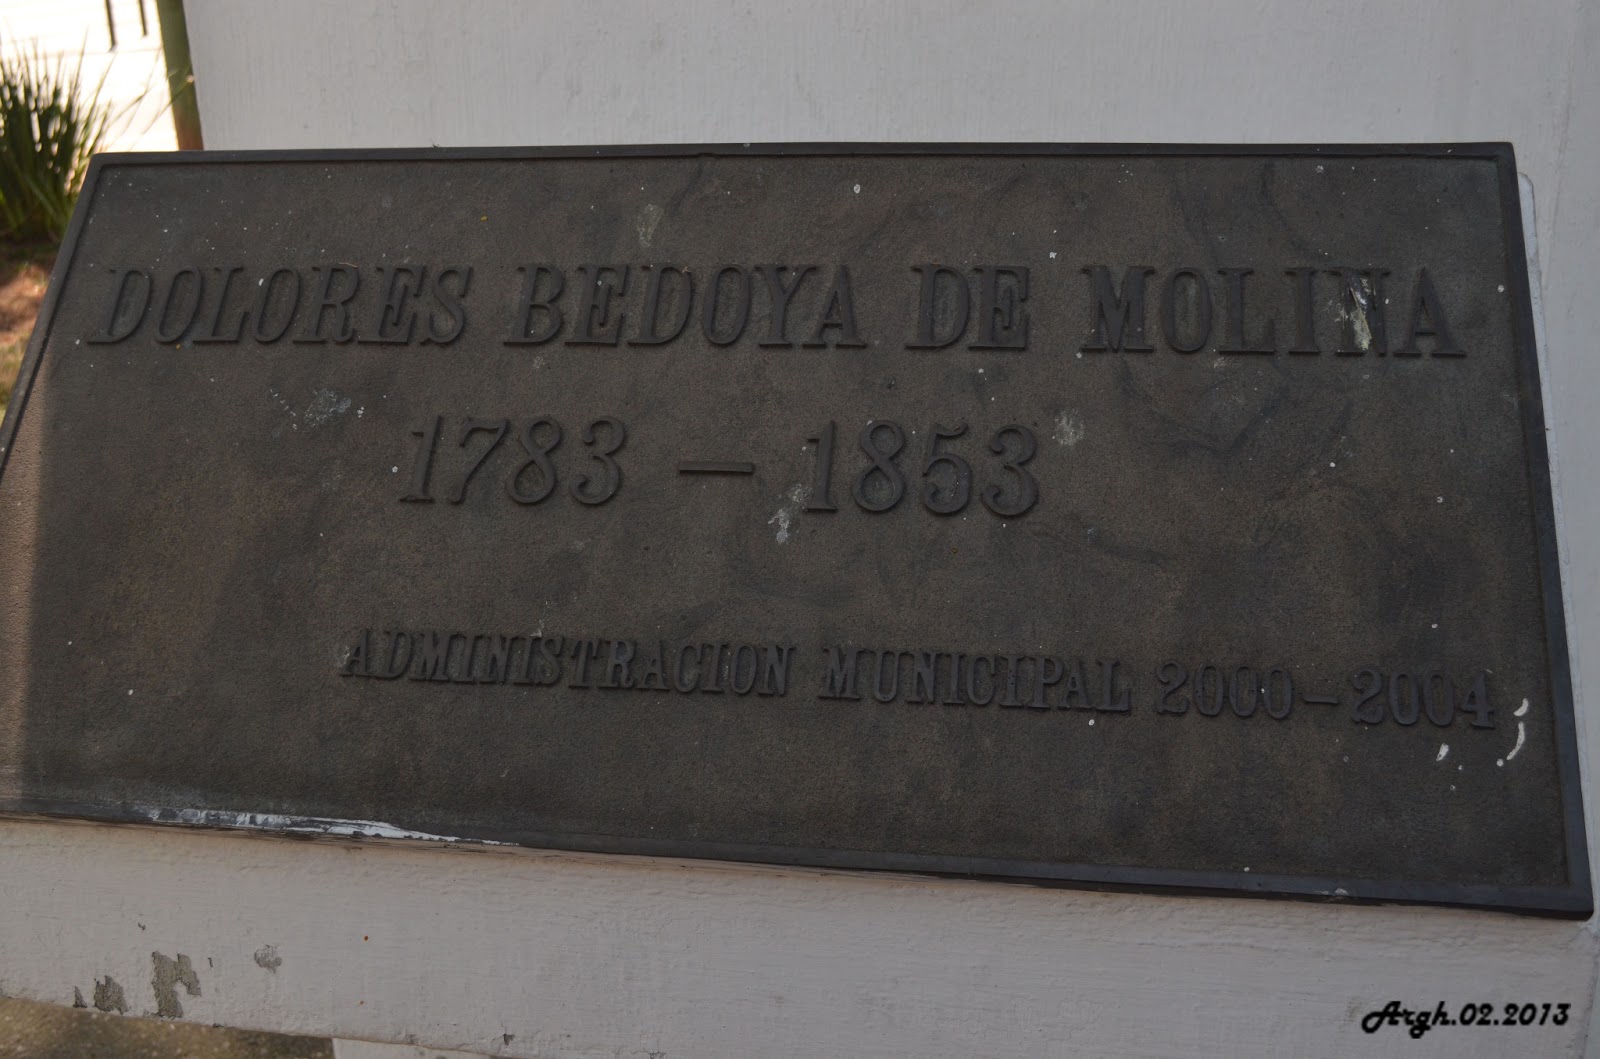 DOLORES BEDOYA DE MOLINA
1783 – 1853
ADMINISTRACION MUNICIPAL 2000–2004
Argh.02.2013